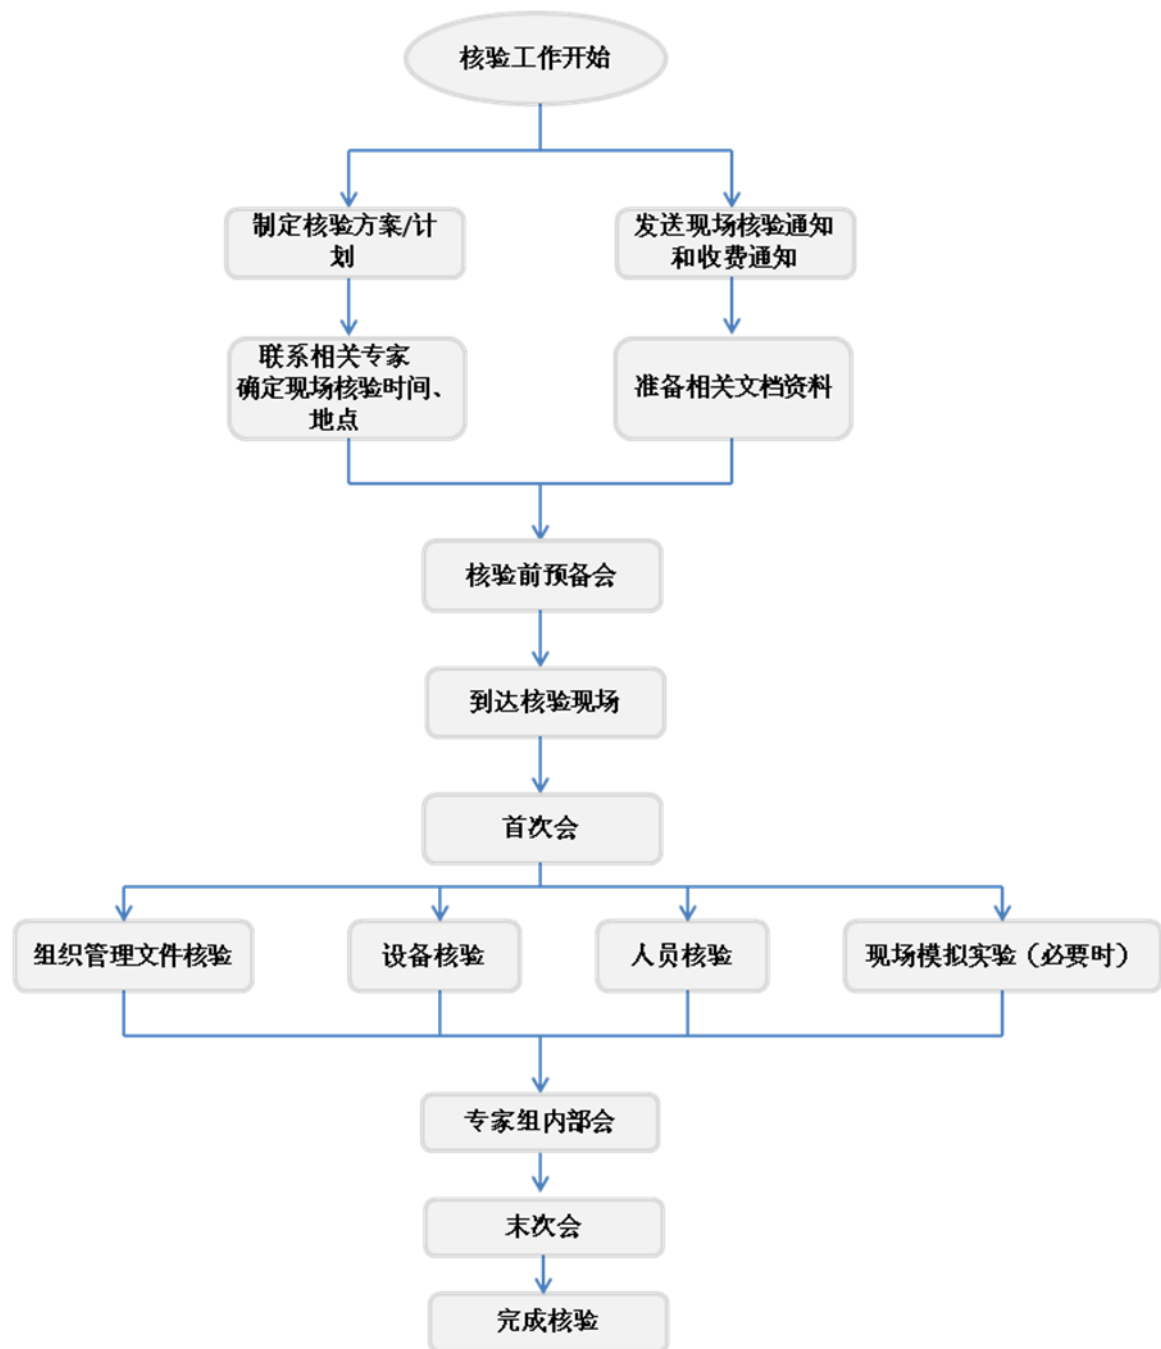 核验工作开始
制定核验方案/计
划
发送现场核验通知
和收费通知
联系相关专家
确定现场核验时间、
地点
准备相关文档资料
核验前预备会
到达核验现场
首次会
组织管理文件核验
设备核验
人员核验
现场模拟实验（必要时）
专家组内部会
末次会
完成核验